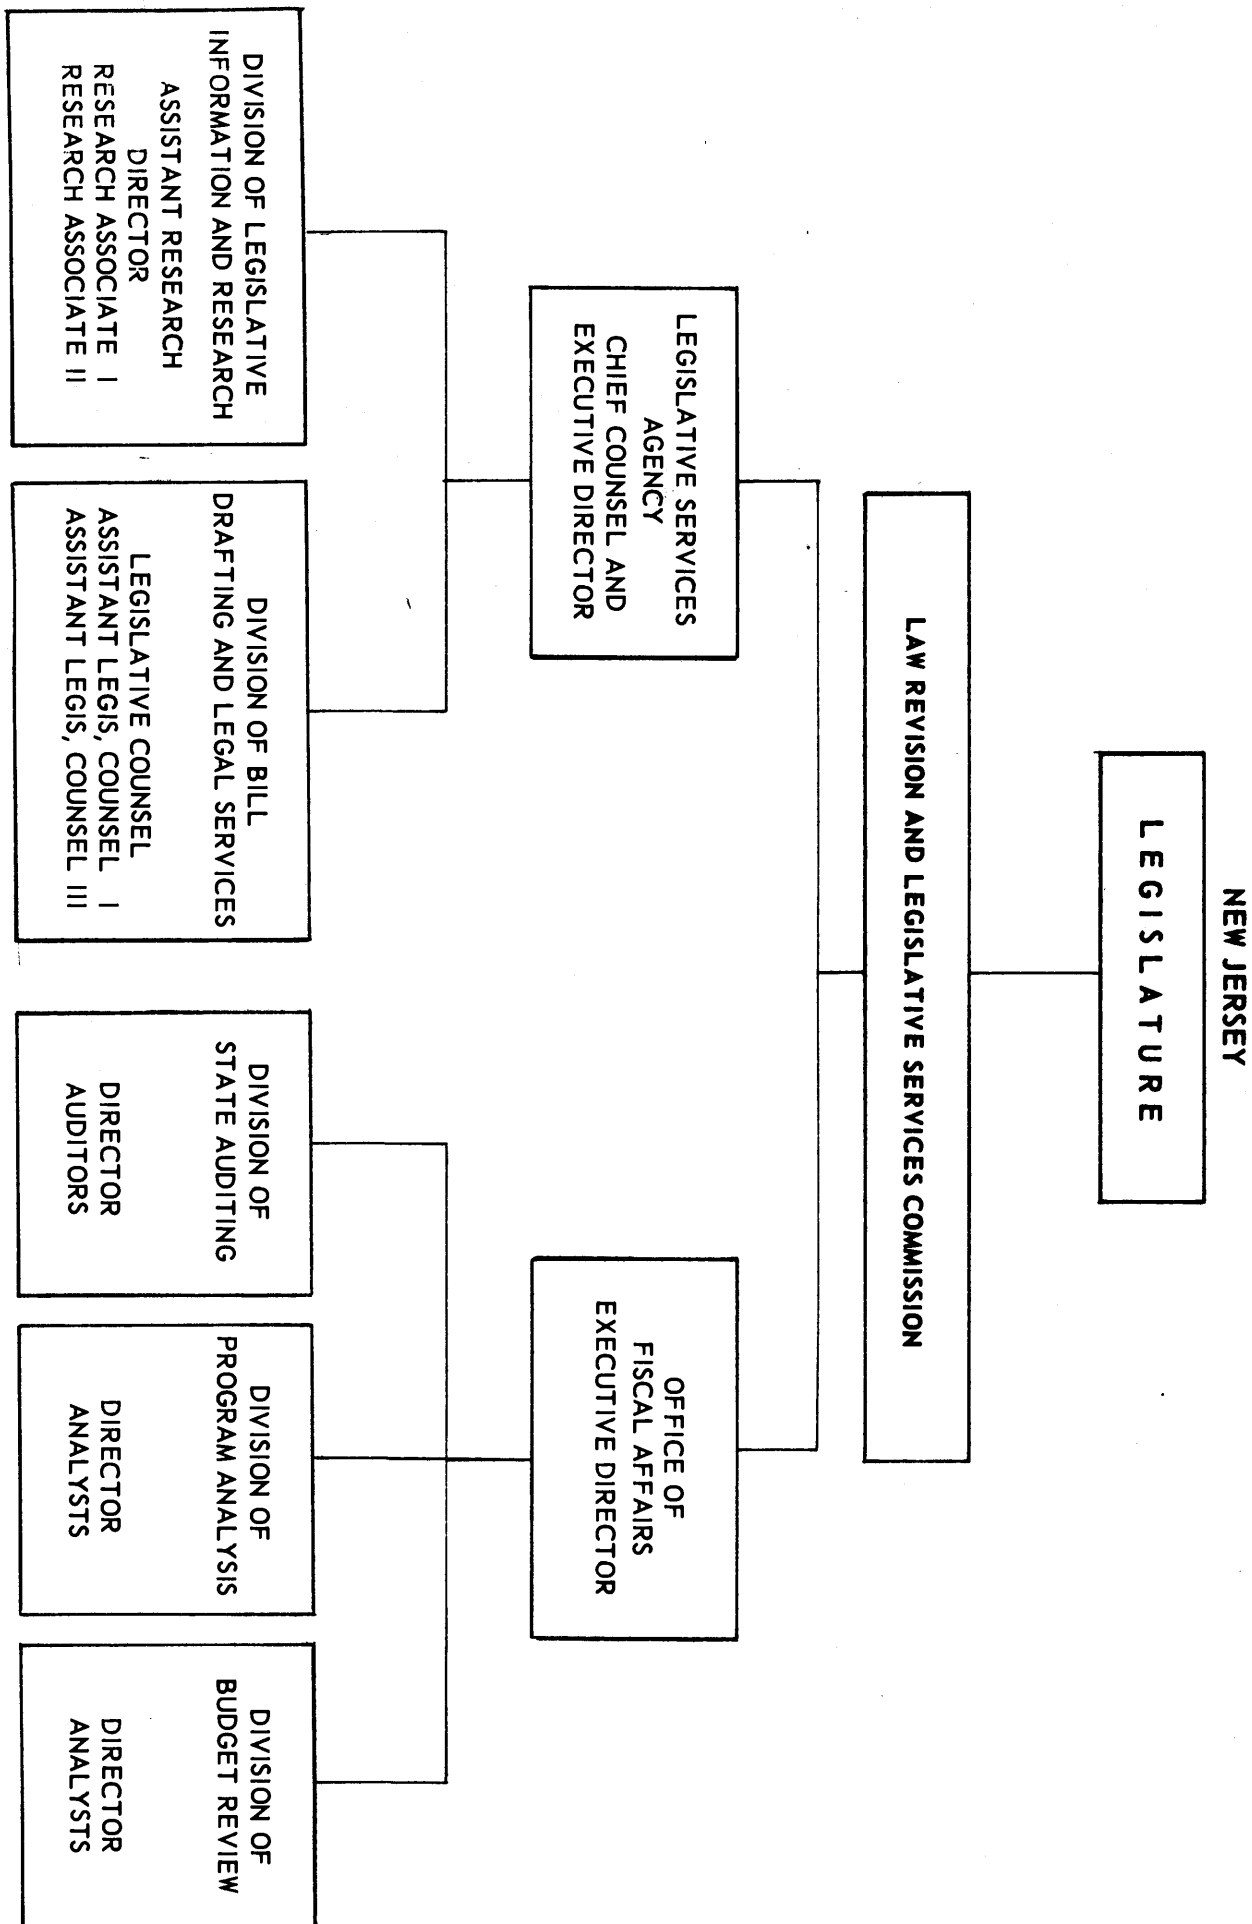 NEW JERSEY
LEGISLATURE
LAW REVISION AND LEGISLATIVE SERVICES COMMISSION
LEGISLATIVE SERVICES
AGENCY
CHIEF COUNSEL AND
EXECUTIVE DIRECTOR
OFFICE OF
FISCAL AFFAIRS
EXECUTIVE DIRECTOR
DIVISION OF LEGISLATIVE
INFORMATION AND RESEARCH
ASSISTANT RESEARCH
DIRECTOR
RESEARCH ASSOCIATE I
RESEARCH ASSOCIATE II
DIVISION OF BILL
DRAFTING AND LEGAL SERVICES
LEGISLATIVE COUNSEL
ASSISTANT LEGIS, COUNSEL I
ASSISTANT LEGIS, COUNSEL III
DIVISION OF
STATE AUDITING
DIRECTOR
AUDITORS
DIVISION OF
PROGRAM ANALYSIS
DIRECTOR
ANALYSTS
DIVISION OF
BUDGET REVIEW
DIRECTOR
ANALYSTS